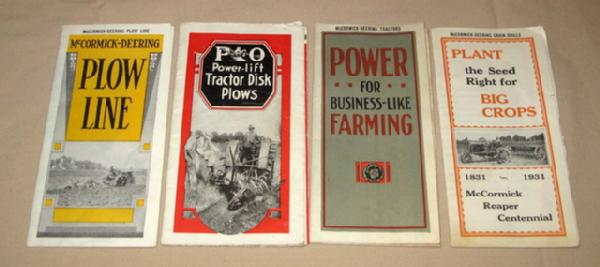 McCORMICK-DEERING PLOW LINE
McCORMICK-DEERING
PLOW
LINE
P&O
Power-lift
Tractor Disk
Plows
McCORMICK-DEERING TRACTORS
POWER
FOR
BUSINESS-LIKE
FARMING
McCORMICK-DEERING GRAIN DRILLS
PLANT
the Seed
Right for
BIG
CROPS
1831 - 1931
McCormick
Reaper
Centennial